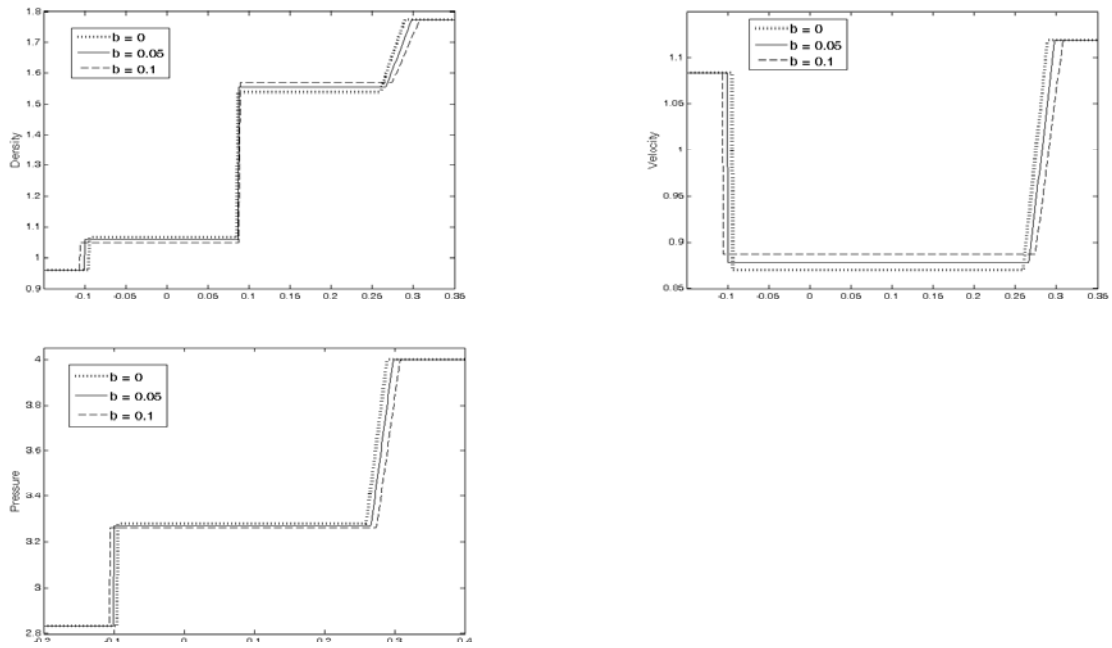 1.8
1.7
1.6
1.5
1.4
1.3
1.2
1.1
1
0.9
Density
b = 0
b = 0.05
b = 0.1
-0.1 -0.05 0 0.05 0.1 0.15 0.2 0.25 0.3 0.35
1.1
1.05
1
0.95
0.9
0.85
Velocity
b = 0
b = 0.05
b = 0.1
-0.1 -0.05 0 0.05 0.1 0.15 0.2 0.25 0.3 0.35
4
3.8
3.6
3.4
3.2
3
2.8
Pressure
b = 0
b = 0.05
b = 0.1
-0.2 -0.1 0 0.1 0.2 0.3 0.4